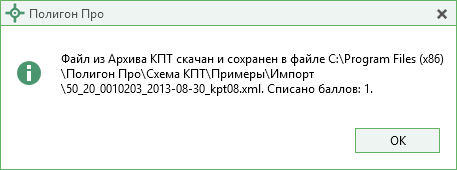 Полигон Про
Файл из Архива КПТ скачан и сохранен в файле C:\Program Files (x86)
\Полигон Про\Схема КПТ\Примеры\Импорт
\50_20_0010203_2013-08-30_kpt08.xml. Списано баллов: 1.
OK